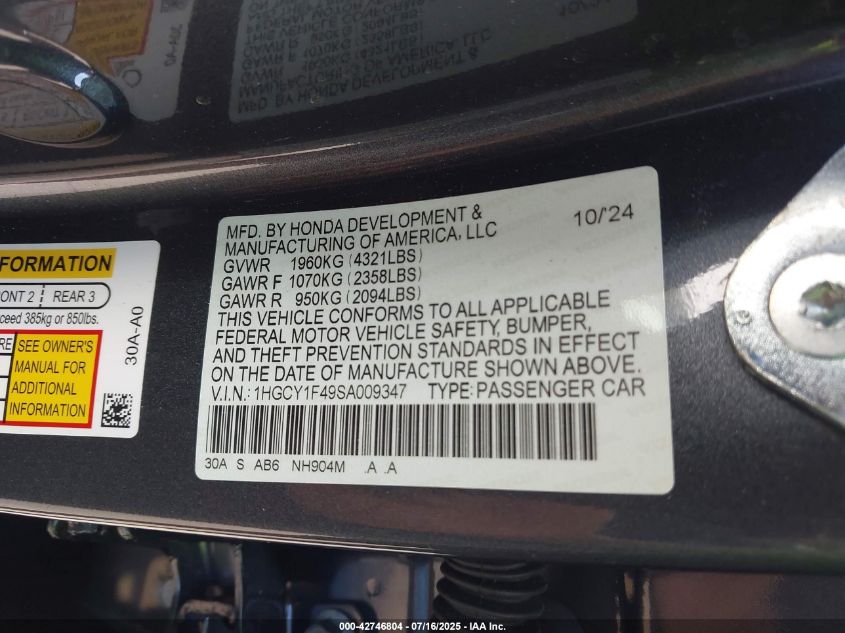 MFD. BY HONDA DEVELOPMENT & 10/'24
MANUFACTURING OF AMERICA, LLC
GVWR 1960KG (4321LBS)
GAWR F 1070KG (2358LBS)
GAWR R 950KG (2094LBS)
THIS VEHICLE CONFORMS TO ALL APPLICABLE
FEDERAL MOTOR VEHICLE SAFETY, BUMPER,
AND THEFT PREVENTION STANDARDS IN EFFECT
ON THE DATE OF MANUFACTURE SHOWN ABOVE.
V.I.N.: 1HGCY1F49SA009347 TYPE: PASSENGER CAR
30A S AB6 NH904M .A .A
FORMATION
ONT 2 REAR 3
ceed 385kg or 850lbs.
RE SEE OWNER'S
MANUAL FOR
ADDITIONAL
INFORMATION
30A-A0
000-42746804 - 07/16/2025 - IAA Inc.